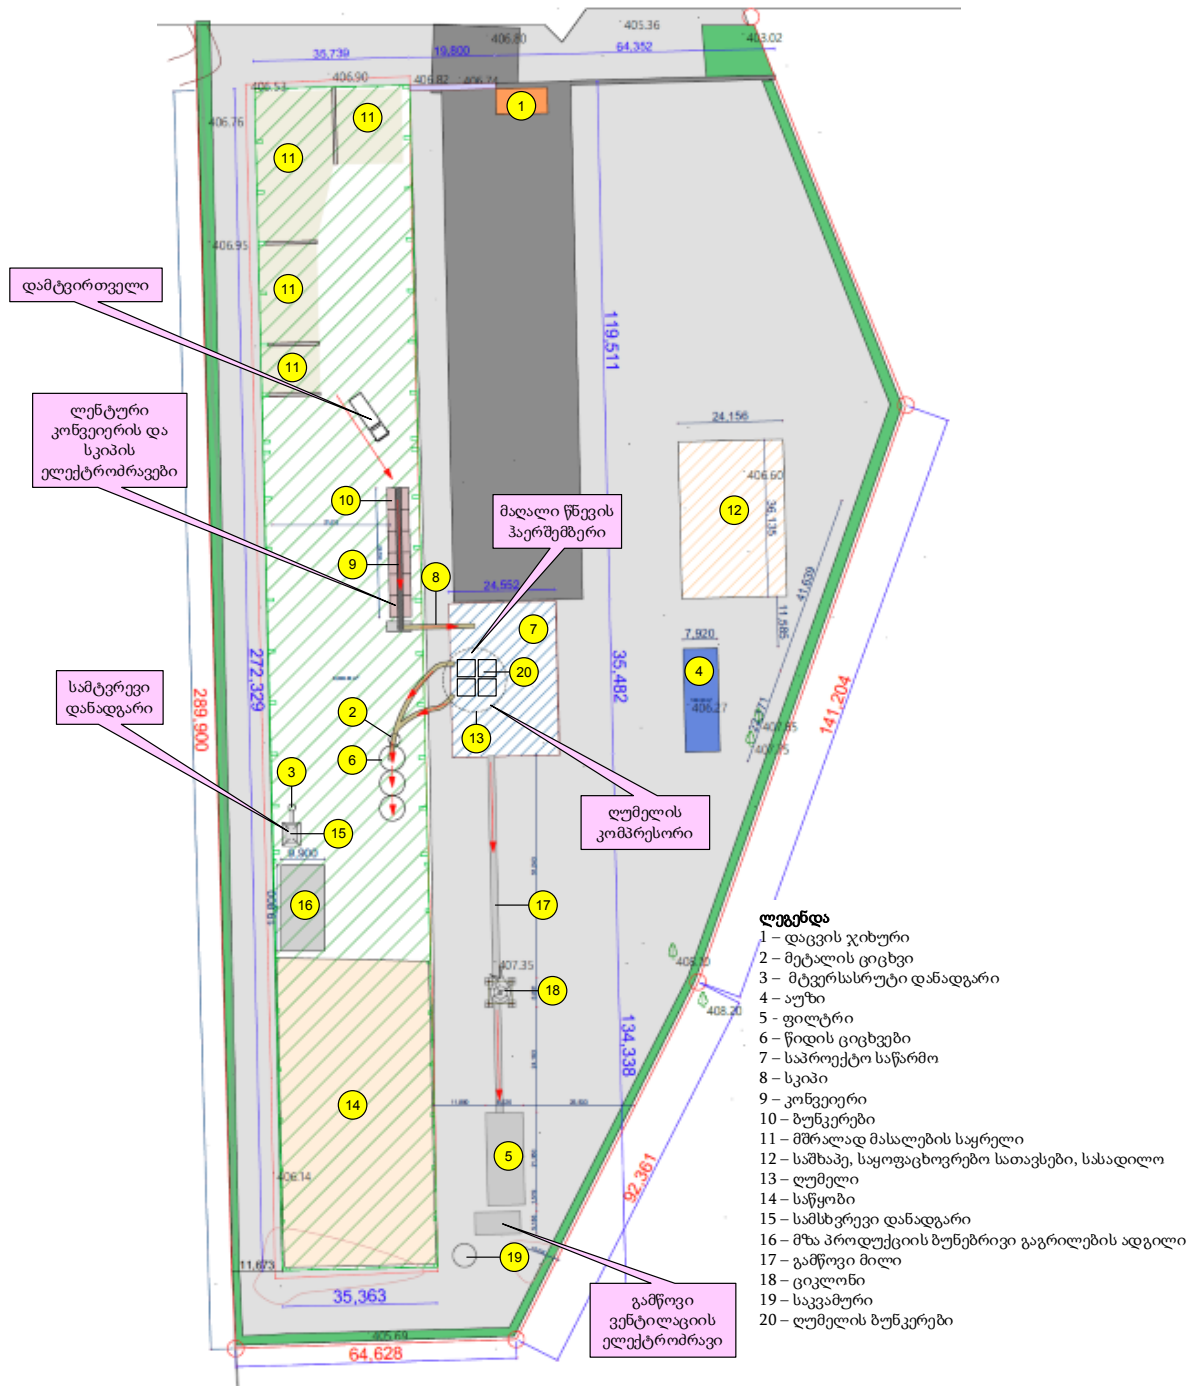 405.36
406.80
403.02
35,739
19,800
64,352
406.90
406.82
406.74
406.53
1
11
406.76
11
406.95
11
დამტვირთველი
119,511
11
ლენტური
კონვეიერის და
სკიპის
ელექტროძრავები
24,156
406.60
10
12
36,135
მაღალი წნევის
ჰაერშემბერი
9
8
41,639
24,552
11,585
7
7,920
272,329
289,900
35,482
20
4
სამტვრევი
დანადგარი
406.27
141,204
2
13
407.85
6
3
ღუმელის
კომპრესორი
15
8,900
19,800
16
17
407.35
18
408.20
134,338
14
5
92,361
406.14
19
11,673
35,363
გამწოვი
ვენტილაციის
ელექტროძრავი
405.69
64,628
ლეგენდა
1 – დაცვის ჯიხური
2 – მეტალის ციცხვი
3 – მტვერსასრუტი დანადგარი
4 – აუზი
5 - ფილტრი
6 – წიდის ციცხვები
7 – საპროექტო საწარმო
8 – სკიპი
9 – კონვეიერი
10 – ბუნკერები
11 – მშრალად მასალების საყრელი
12 – საშხაპე, საყოფაცხოვრებო სათავსები, სასადილო
13 – ღუმელი
14 – საწყობი
15 – სამსხვრევი დანადგარი
16 – მზა პროდუქციის ბუნებრივი გაგრილების ადგილი
17 – გამწოვი მილი
18 – ციკლონი
19 – საკვამური
20 – ღუმელის ბუნკერები